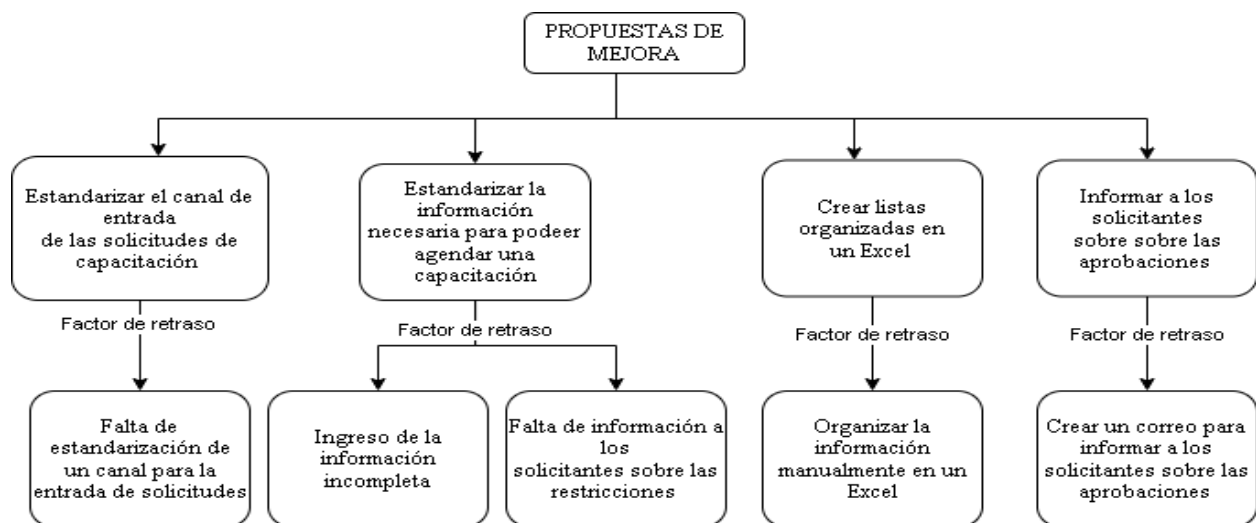 PROPUESTAS DE
MEJORA
Estandarizar el canal de
entrada
de las solicitudes de
capacitación
Estandarizar la
información
necesaria para podeer
agendar una
capacitación
Crear listas
organizadas en
un Excel
Informar a los
solicitantes
sobre sobre las
aprobaciones
Factor de retraso
Factor de retraso
Factor de retraso
Factor de retraso
Falta de
estandarización de
un canal para la
entrada de solicitudes
Ingreso de la
información
incompleta
Falta de información a
los
solicitantes sobre las
restricciones
Organizar la
información
manualmente en un
Excel
Crear un correo para
informar a los
solicitantes sobre las
aprobaciones